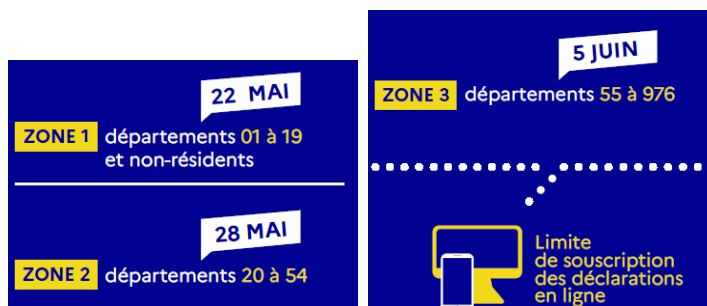 22 MAI
ZONE 1 départements 01 à 19
et non-résidents
28 MAI
ZONE 2 départements 20 à 54
5 JUIN
ZONE 3 départements 55 à 976
Limite
de souscription
des déclarations
en ligne